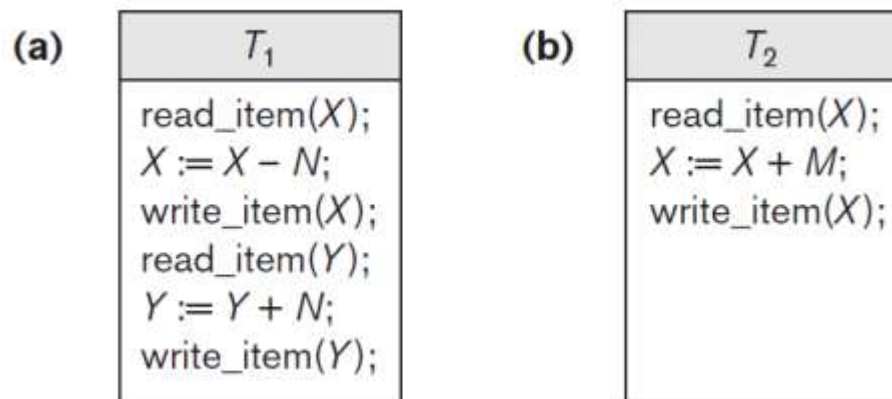 (a)
T₁
read_item(X);
X := X – N;
write_item(X);
read_item(Y);
Y := Y + N;
write_item(Y);
(b)
T₂
read_item(X);
X := X + M;
write_item(X);